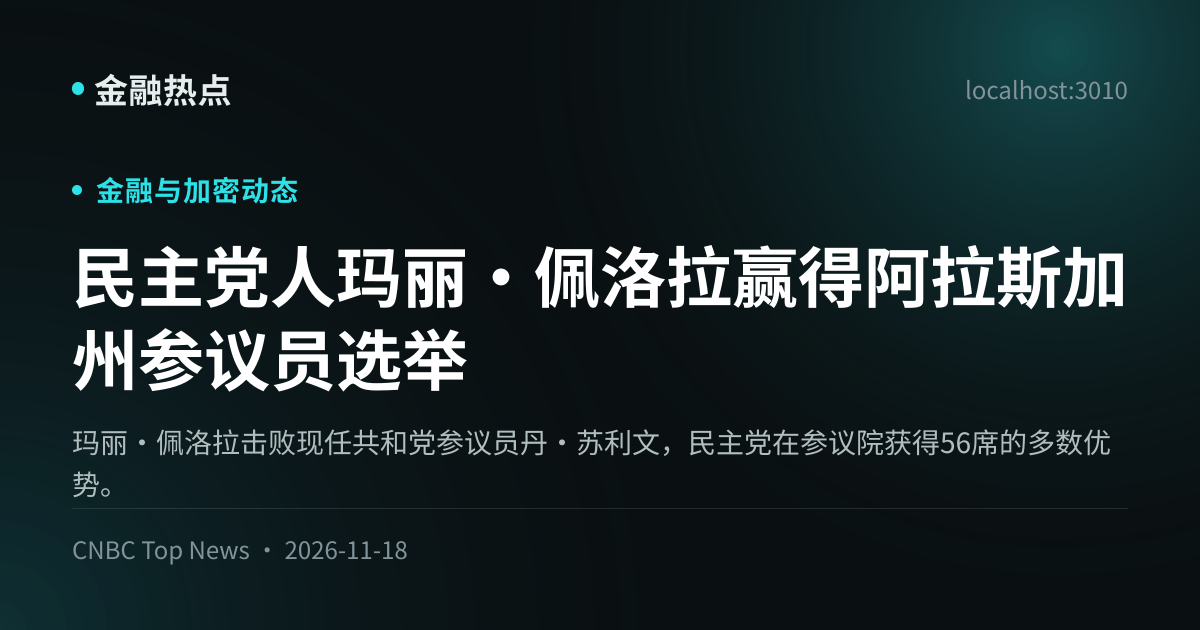 金融热点
localhost:3010
金融与加密动态
民主党人玛丽・佩洛拉赢得阿拉斯加
州参议员选举
玛丽・佩洛拉击败现任共和党参议员丹・苏利文，民主党在参议院获得56席的多数优
势。
CNBC Top News ・ 2026-11-18